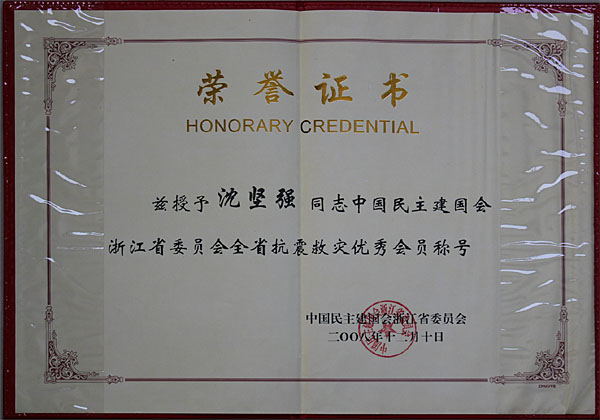 荣誉证书
HONORARY CREDENTIAL
兹授予 沈坚强 同志中国民主建国会
浙江省委员会全省抗震救灾优秀会员称号
中国民主建国会浙江省委员会
二〇〇八年十二月十日